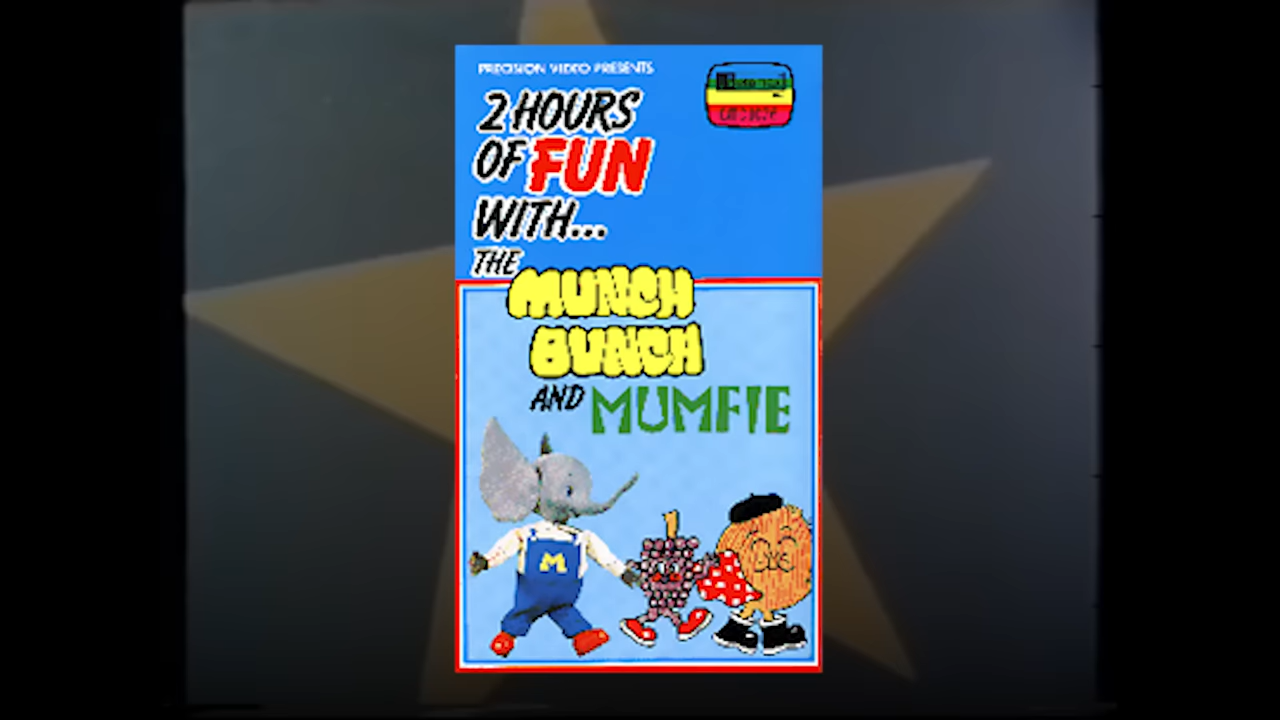 PRECISION VIDEO PRESENTS
2 HOURS
OF FUN
WITH...
THE
MUNCH
BUNCH
AND MUMFIE
M